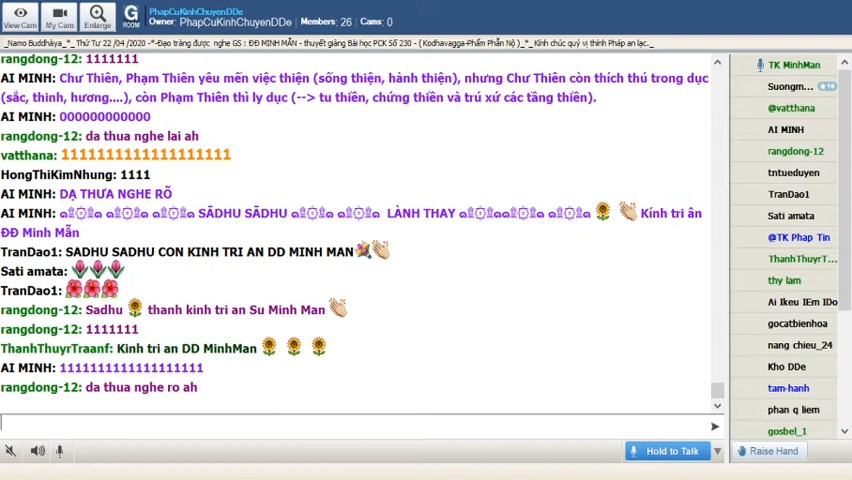 PhapCuKinhChuyenDDe
Owner: PhapCuKinhChuyenDDe Members: 26 Cams: 0
View Cam
My Cam
Enlarge
G
ROOM
_Namo Buddhàya_*_ Thứ Tư 22 /04 /2020 -*-Đạo tràng được nghe GS : ĐĐ MINH MẪN - thuyết giảng Bài học PCK Số 230 - ( Kodhavagga-Phẩm Phẫn Nộ )_*_ Kính chúc quý vị thính Pháp an lạc._
rangdong-12: 1111111
AI MINH: Chư Thiên, Phạm Thiên yêu mến việc thiện (sống thiện, hành thiện), nhưng Chư Thiên còn thích thú trong dục
(sắc, thinh, hương....), còn Phạm Thiên thì ly dục (--> tu thiền, chứng thiền và trú xứ các tầng thiền).
AI MINH: 000000000000
rangdong-12: da thua nghe lai ah
vatthana: 1111111111111111111
HongThiKimNhung: 1111
AI MINH: DẠ THƯA NGHE RÕ
AI MINH: SĀDHU SĀDHU LÀNH THAY Kính tri ân
ĐĐ Minh Mẫn
TranDao1: SADHU SADHU CON KINH TRI AN DD MINH MAN
Sati amata:
TranDao1:
rangdong-12: Sadhu thanh kinh tri an Su Minh Man
rangdong-12: 1111111
ThanhThuyrTraanf: Kinh tri an DD MinhMan
AI MINH: 1111111111111111111
rangdong-12: da thua nghe ro ah
Hold to Talk
Raise Hand
TK MinhMan
Suongm...
10
@vatthana
AI MINH
rangdong-12
tntueduyen
TranDao1
Sati amata
@TK Phap Tin
ThanhThuyrT...
thy lam
Ai Ikeu IEm IDo
gocatbienhoa
nang chieu_24
Kho DDe
tam-hanh
phan q liem
gosbel_1